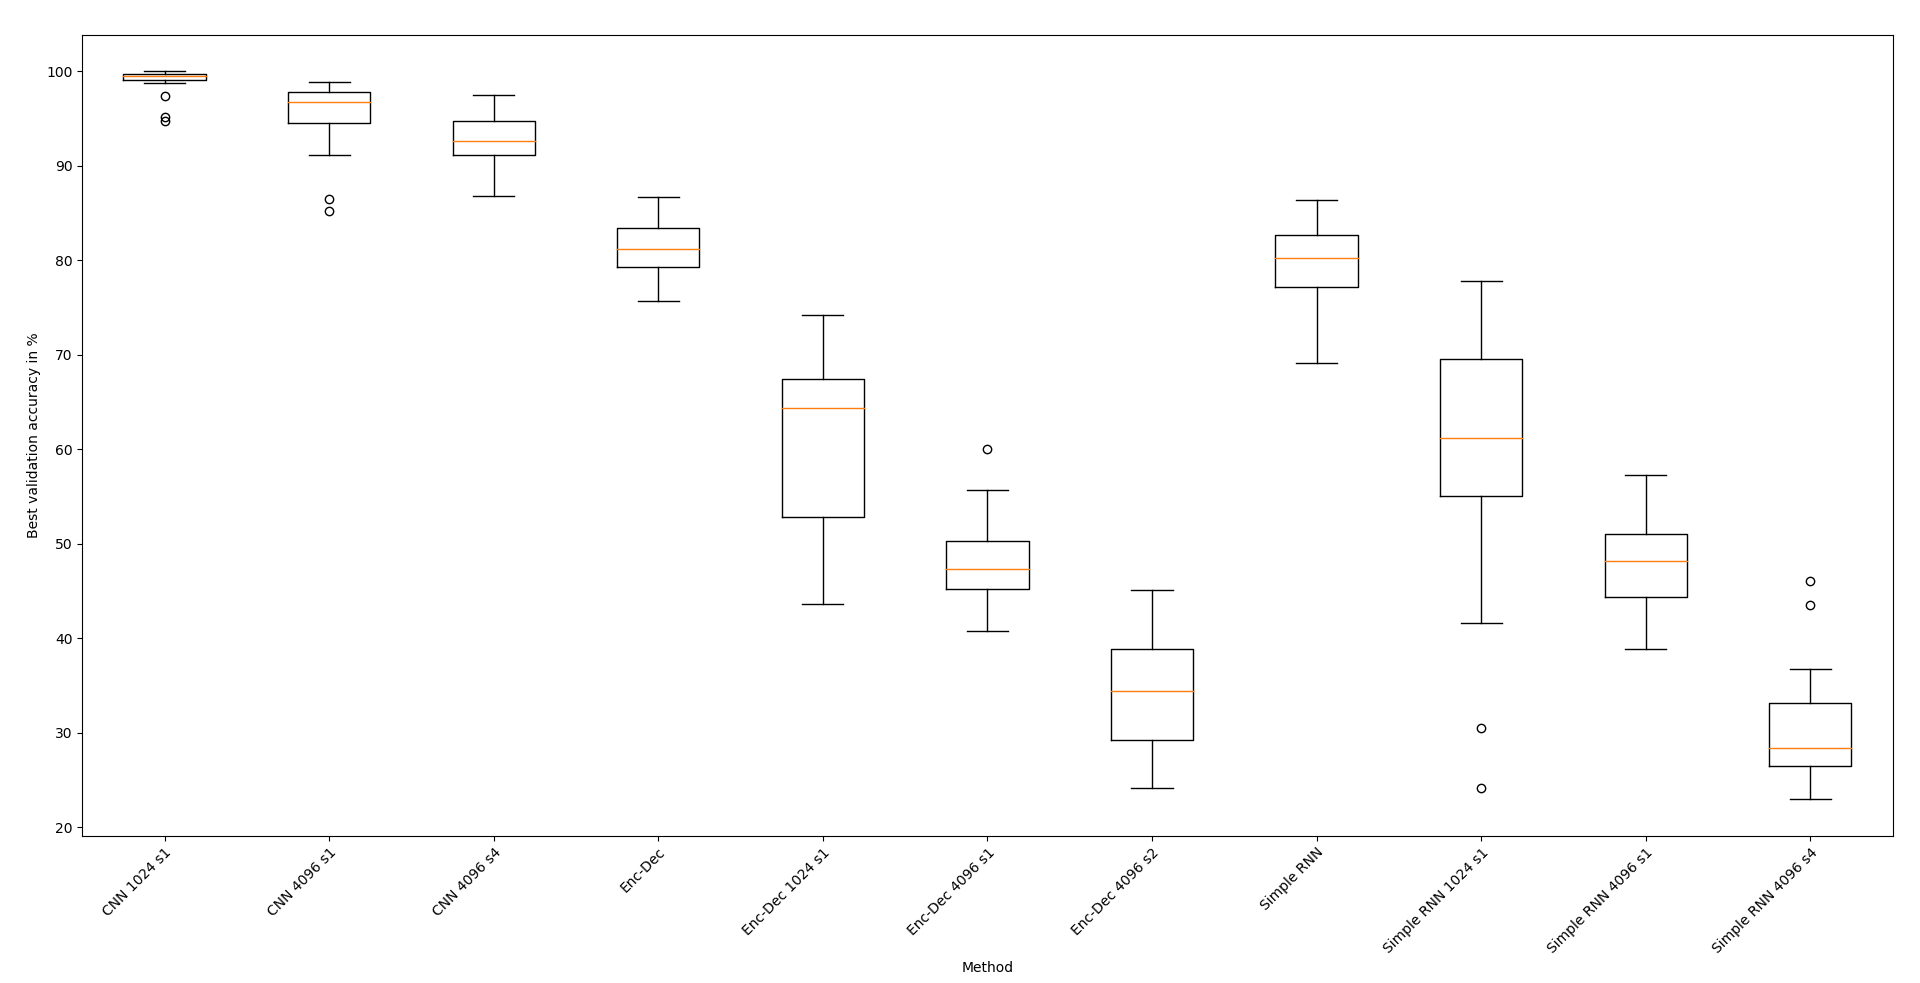 100
90
80
70
60
50
40
30
20
Best validation accuracy in %
CNN 1024 s1
CNN 4096 s1
CNN 4096 s4
Enc-Dec
Enc-Dec 1024 s1
Enc-Dec 4096 s1
Enc-Dec 4096 s2
Simple RNN
Simple RNN 1024 s1
Simple RNN 4096 s1
Simple RNN 4096 s4
Method